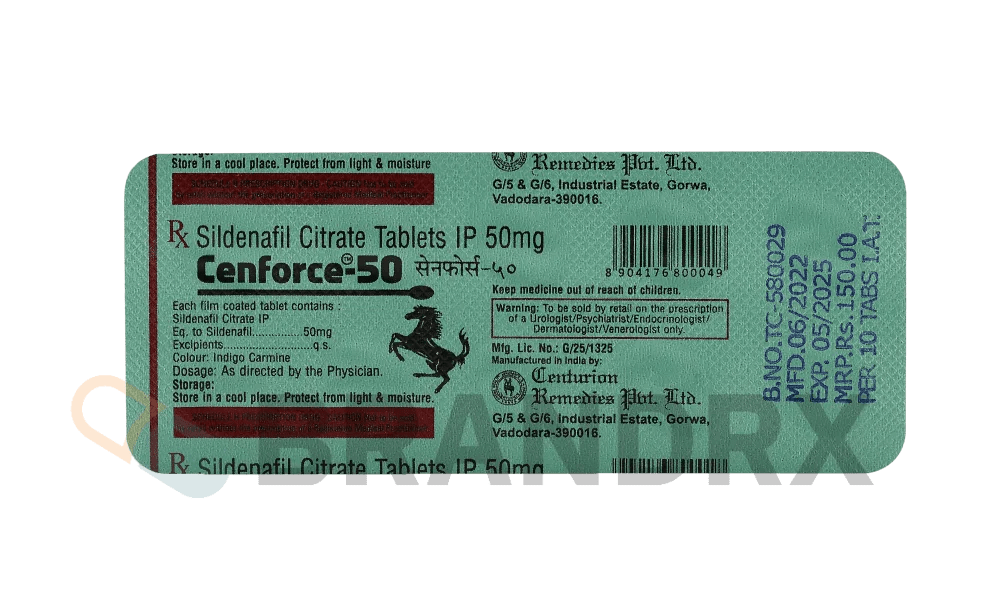 Store in a cool place. Protect from light & moisture
Remedies Pvt. Ltd.
G/5 & G/6, Industrial Estate, Gorwa,
Vadodara-390016.
Rx Sildenafil Citrate Tablets IP 50mg
Cenforce™-50 सेनफोर्स-५०
Each film coated tablet contains :
Sildenafil Citrate IP
Eq. to Sildenafil...............50mg
Excipients..........................q.s.
Colour: Indigo Carmine
Dosage: As directed by the Physician.
Storage:
Store in a cool place. Protect from light & moisture.
8 904176 800049
Keep medicine out of reach of children.
Warning: To be sold by retail on the prescription
of a Urologist/Psychiatrist/Endocrinologist/
Dermatologist/Venerologist only.
Mfg. Lic. No.: G/25/1325
Manufactured in India by:
Centurion
Remedies Pvt. Ltd.
G/5 & G/6, Industrial Estate, Gorwa,
Vadodara-390016.
Rx Sildenafil Citrate Tablets IP 50mg
B.NO.TC-580029
MFD.06/2022
EXP. 05/2025
MRP.Rs.150.00
PER 10 TABS I.A.T.
BRANDRX